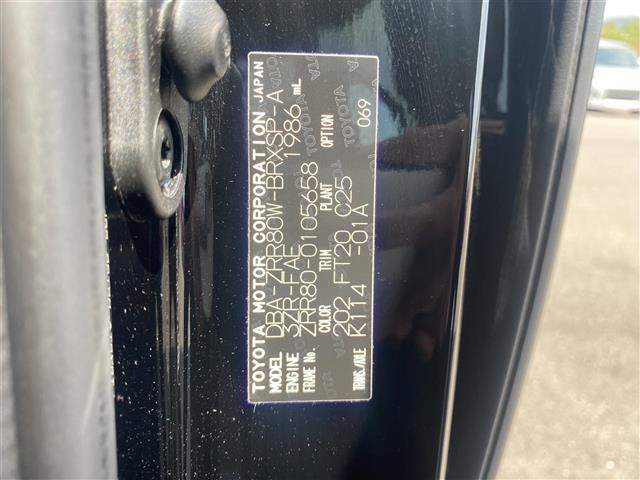 TOYOTA MOTOR CORPORATION JAPAN
MODEL DBA-ZRR80W-BRXSP-A
ENGINE 3ZR-FAE 1986 mL
FRAME No. ZRR80-0105658
COLOR TRIM PLANT OPTION
202 FT20 C25 069
TRANS./AXLE K114 -01A